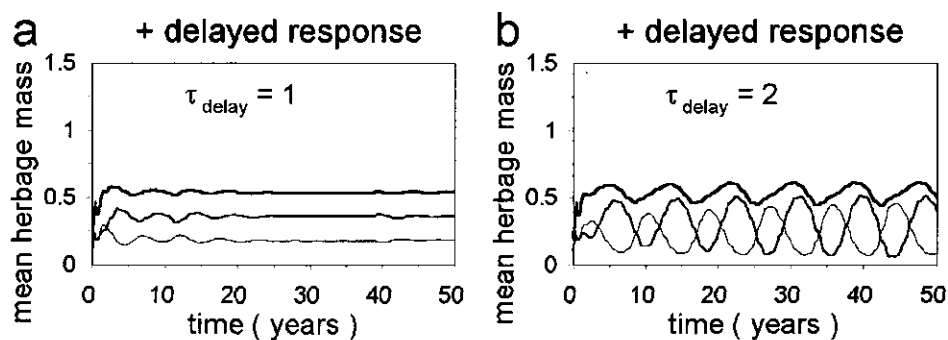 a + delayed response
1.5
1
0.5
0
τ delay = 1
mean herbage mass
0 10 20 30 40 50
time ( years )
b + delayed response
1.5
1
0.5
0
τ delay = 2
mean herbage mass
0 10 20 30 40 50
time ( years )